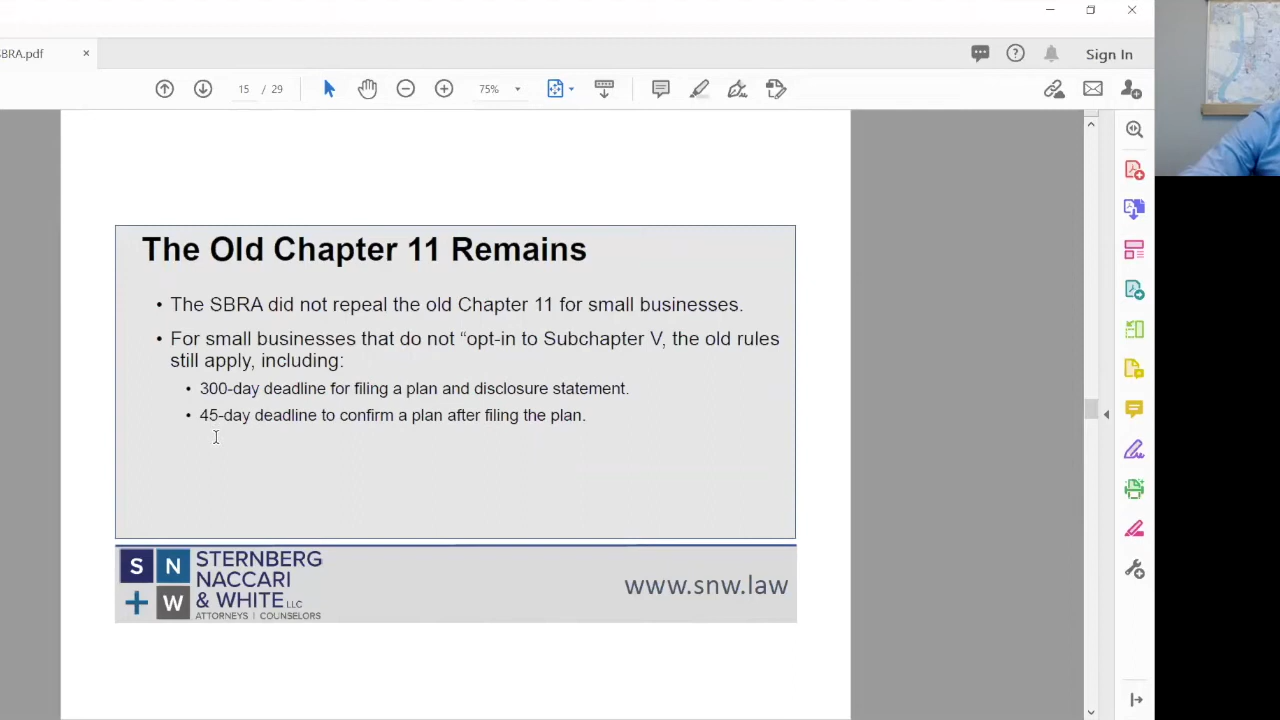 SBRA.pdf
Sign In
15 / 29
75%
The Old Chapter 11 Remains
• The SBRA did not repeal the old Chapter 11 for small businesses.
• For small businesses that do not “opt-in to Subchapter V, the old rules
still apply, including:
• 300-day deadline for filing a plan and disclosure statement.
• 45-day deadline to confirm a plan after filing the plan.
S N
+ W
STERNBERG
NACCARI
& WHITE LLC
ATTORNEYS | COUNSELORS
www.snw.law